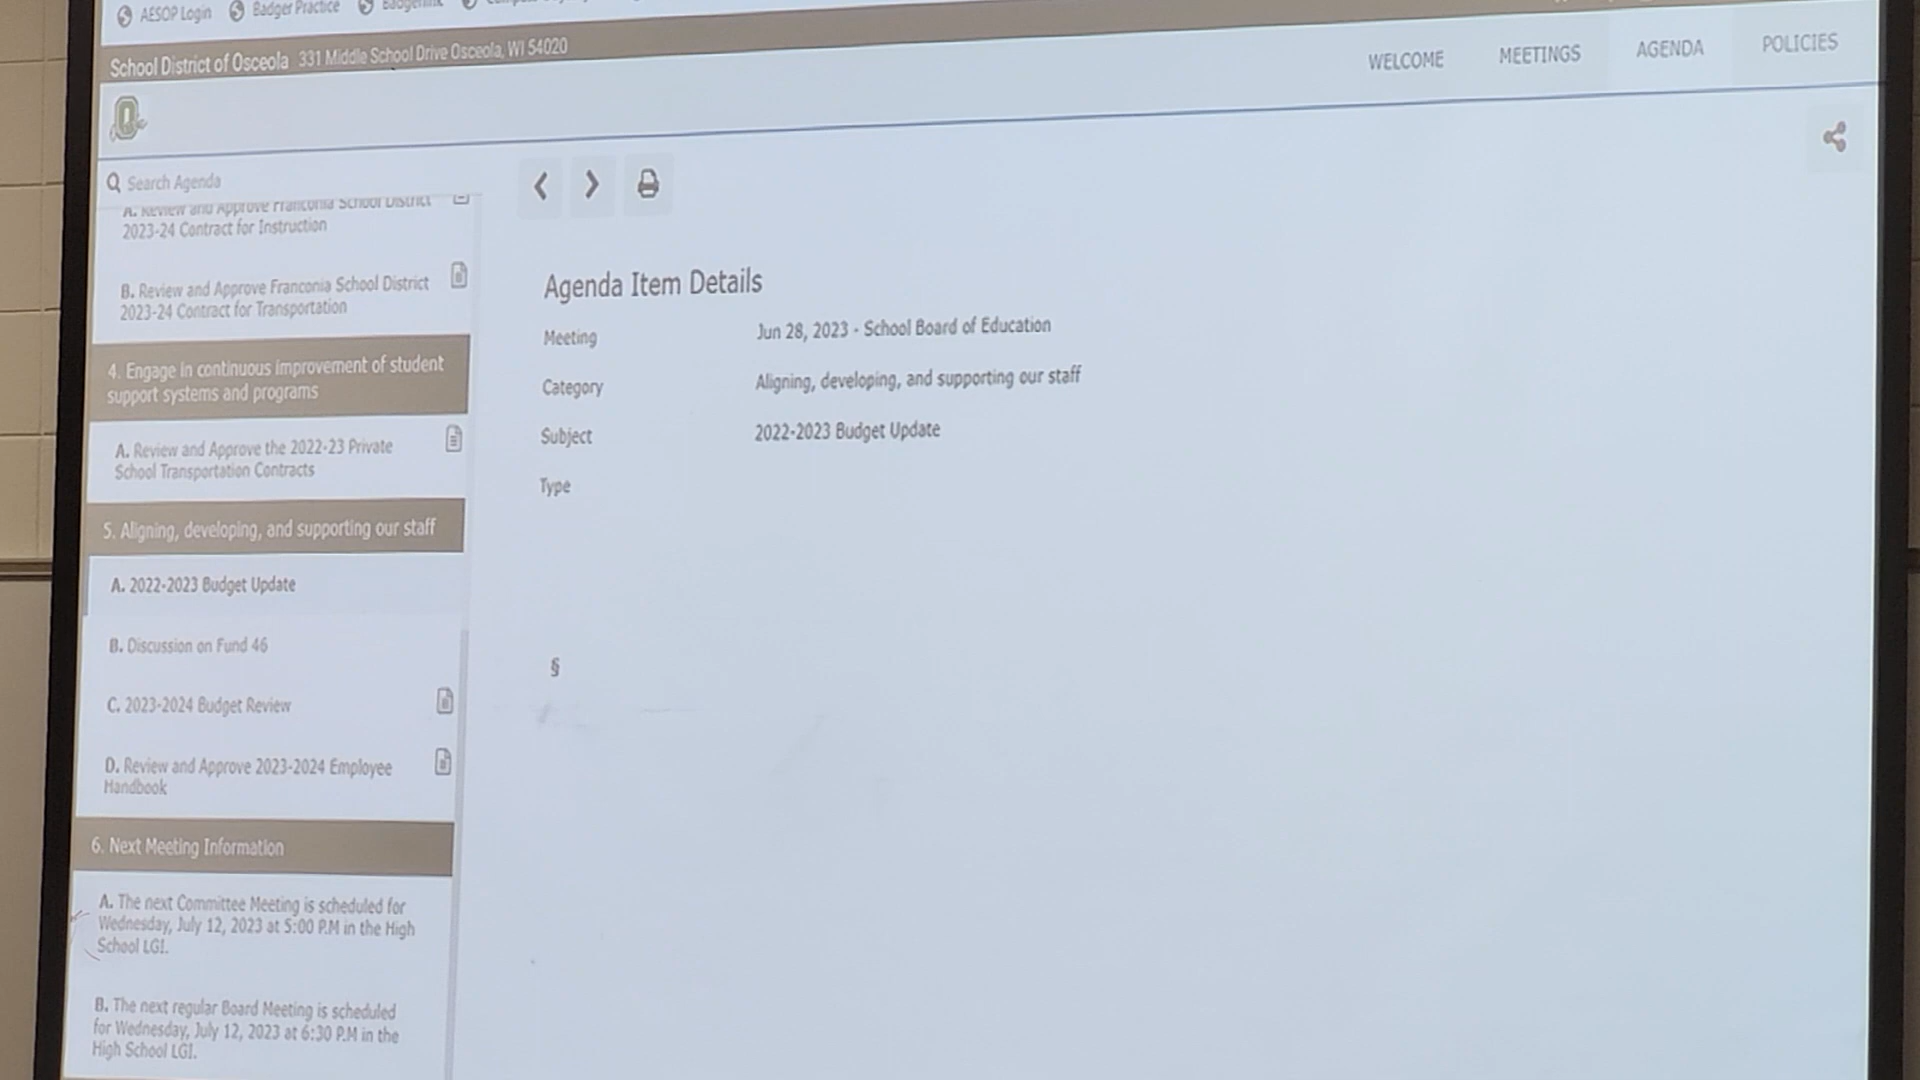 AESOP Login Badger Practice
School District of Osceola 331 Middle School Drive Osceola, WI 54020
WELCOME MEETINGS AGENDA POLICIES
Search Agenda
A. Review and Approve Franconia School District
2023-24 Contract for Instruction
B. Review and Approve Franconia School District
2023-24 Contract for Transportation
4. Engage in continuous improvement of student
support systems and programs
A. Review and Approve the 2022-23 Private
School Transportation Contracts
5. Aligning, developing, and supporting our staff
A. 2022-2023 Budget Update
B. Discussion on Fund 46
C. 2023-2024 Budget Review
D. Review and Approve 2023-2024 Employee
Handbook
6. Next Meeting Information
A. The next Committee Meeting is scheduled for
Wednesday, July 12, 2023 at 5:00 P.M in the High
School LGI.
B. The next regular Board Meeting is scheduled
for Wednesday, July 12, 2023 at 6:30 P.M in the
High School LGI.
Agenda Item Details
Meeting Jun 28, 2023 - School Board of Education
Category Aligning, developing, and supporting our staff
Subject 2022-2023 Budget Update
Type
§